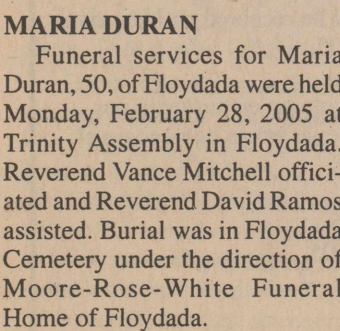 MARIA DURAN
Funeral services for Maria
Duran, 50, of Floydada were held
Monday, February 28, 2005 at
Trinity Assembly in Floydada.
Reverend Vance Mitchell offici-
ated and Reverend David Ramos
assisted. Burial was in Floydada
Cemetery under the direction of
Moore-Rose-White Funeral
Home of Floydada.